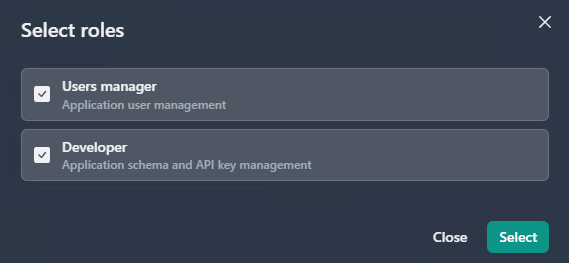 Select roles
Users manager
Application user management
Developer
Application schema and API key management
Close
Select